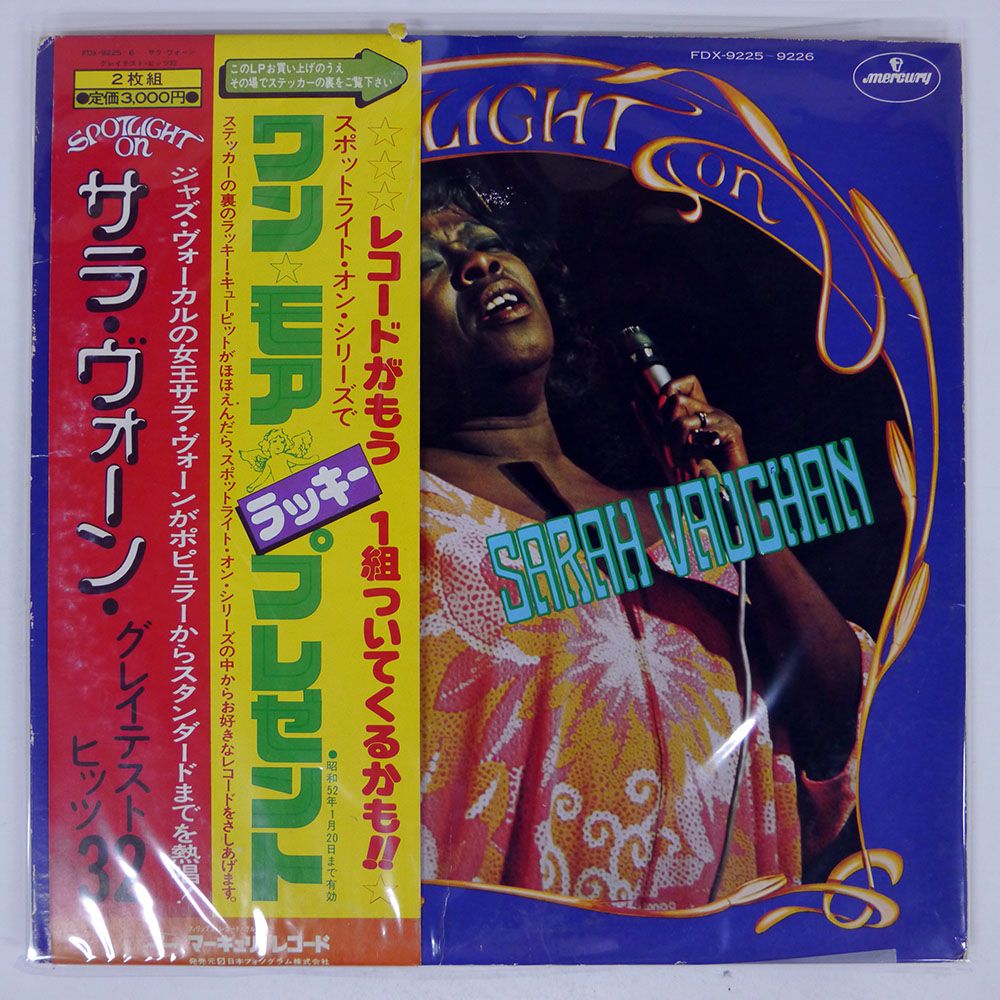 FDX-9225-6 サラ・ヴォーン
グレイテスト・ヒッツ32
2枚組
●定価3,000円●
SPOTLIGHT
ON
サラ・ヴォーン・グレイテスト
ヒッツ32
ジャズ・ヴォーカルの女王サラ・ヴォーンがポピュラーからスタンダードまでを熱唱!
このLPお買い上げのうえ
その場でステッカーの裏をご覧下さい
スポットライト・オン・シリーズで
☆☆☆レコードがもう1組ついてくるかも!!☆
ワン☆モア
ラッキー
プレゼント
ステッカーの裏のラッキー・キューピットがほほえんだら、スポットライト・オン・シリーズの中からお好きなレコードをさしあげます。
・昭和52年1月20日まで有効
マーキュリー・レコード
発売元 日本フォノグラム株式会社
FDX-9225-9226
mercury
LIGHT
on
SARAH VAUGHAN